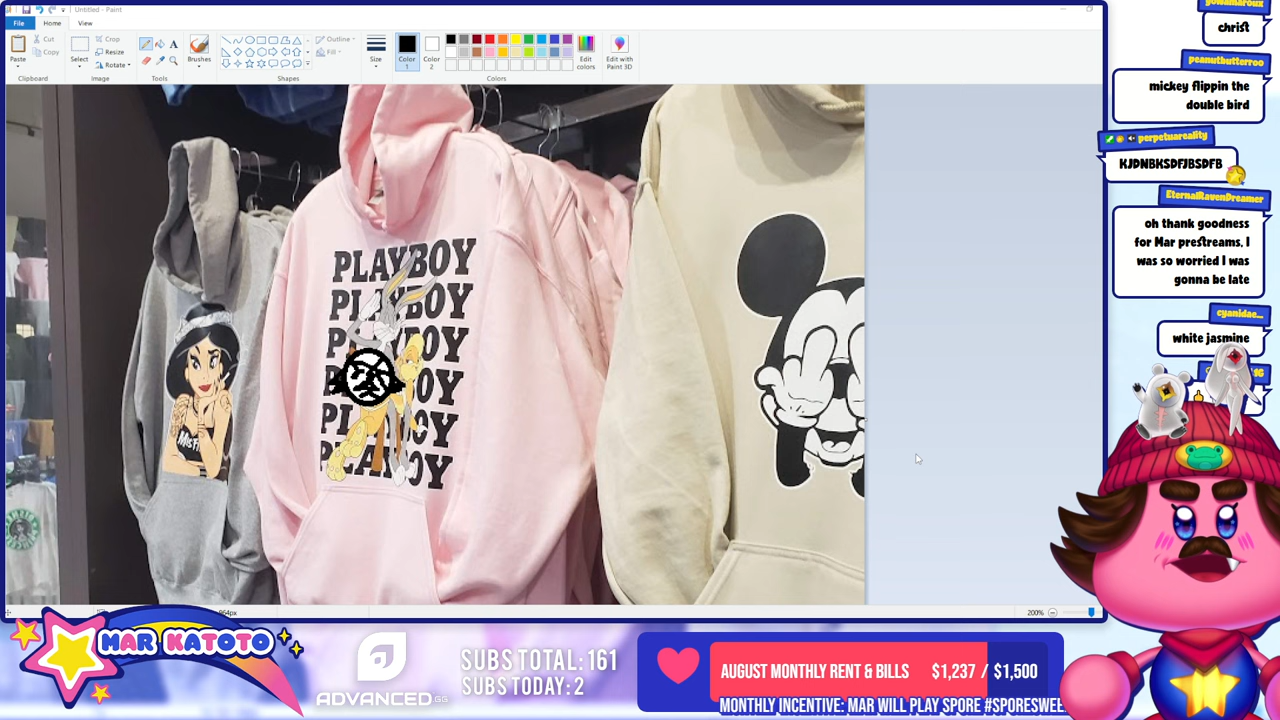 Untitled - Paint
File
Home
View
Paste
Cut
Copy
Clipboard
Select
Crop
Resize
Rotate
Image
A
Tools
Brushes
Outline
Fill
Shapes
Size
Color
1
Color
2
Colors
Edit
colors
Edit with
Paint 3D
PLAYBOY
PLAYBOY
PLAYBOY
PLAYBOY
PLAYBOY
PLAYBOY
200%
christ
peanutbutterroo
mickey flippin the
double bird
perpetuareality
KJDNBKSDFJBSDFB
EternalRavenDreamer
oh thank goodness
for Mar prestreams, I
was so worried I was
gonna be late
cyanidae...
white jasmine
MAR KATOTO
ADVANCED GG
SUBS TOTAL: 161
SUBS TODAY: 2
AUGUST MONTHLY RENT & BILLS $1,237 / $1,500
MONTHLY INCENTIVE: MAR WILL PLAY SPORE #SPORESWEE